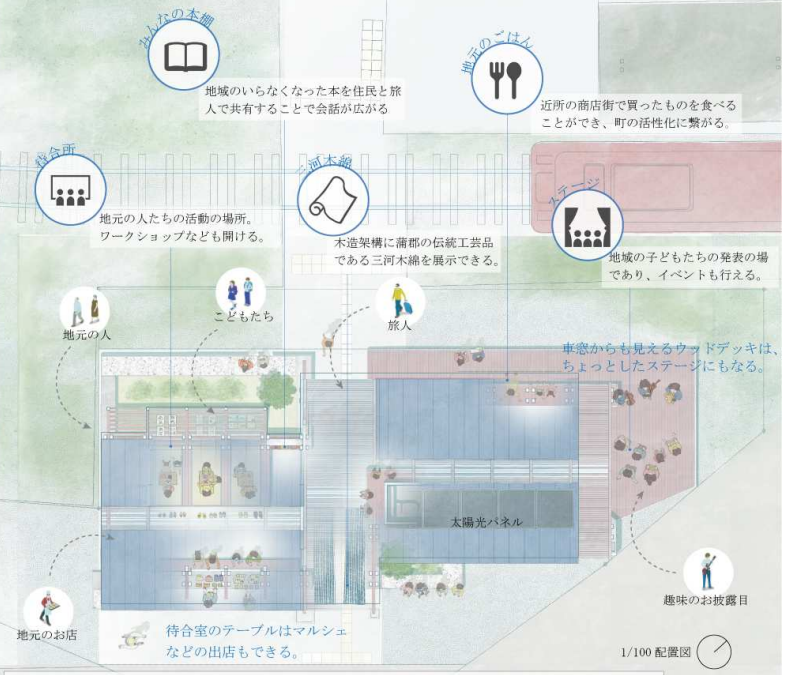 みんなの本棚
地域のいらなくなった本を住民と旅
人で共有することで会話が広がる
地元のごはん
近所の商店街で買ったものを食べる
ことができ、町の活性化に繋がる。
待合所
地元の人たちの活動の場所。
ワークショップなども開ける。
三河木綿
木造架構に蒲郡の伝統工芸品
である三河木綿を展示できる。
ステージ
地域の子どもたちの発表の場
であり、イベントも行える。
地元の人
こどもたち
旅人
車窓からも見えるウッドデッキは、
ちょっとしたステージにもなる。
太陽光パネル
地元のお店
待合室のテーブルはマルシェ
などの出店もできる。
趣味のお披露目
1/100 配置図